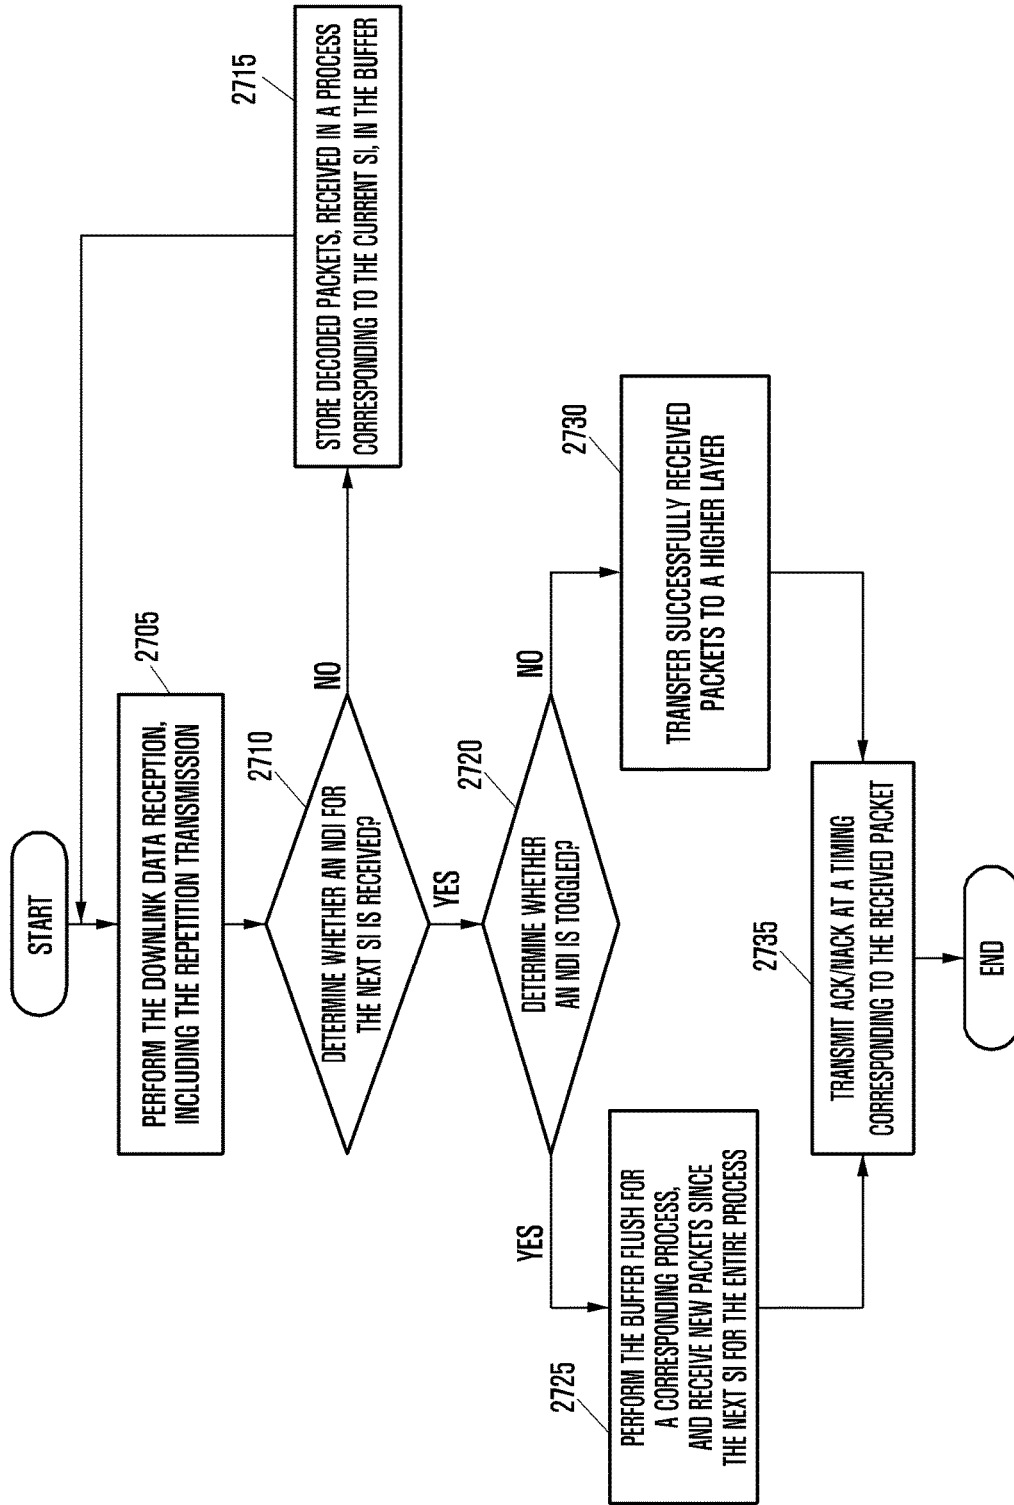 START
2705
PERFORM THE DOWNLINK DATA RECEPTION,
INCLUDING THE REPETITION TRANSMISSION
2710
DETERMINE WHETHER AN NDI FOR
THE NEXT SI IS RECEIVED?
NO
YES
2715
STORE DECODED PACKETS, RECEIVED IN A PROCESS
CORRESPONDING TO THE CURRENT SI, IN THE BUFFER
2720
DETERMINE WHETHER
AN NDI IS TOGGLED?
YES
NO
2725
PERFORM THE BUFFER FLUSH FOR
A CORRESPONDING PROCESS,
AND RECEIVE NEW PACKETS SINCE
THE NEXT SI FOR THE ENTIRE PROCESS
2730
TRANSFER SUCCESSFULLY RECEIVED
PACKETS TO A HIGHER LAYER
2735
TRANSMIT ACK/NACK AT A TIMING
CORRESPONDING TO THE RECEIVED PACKET
END